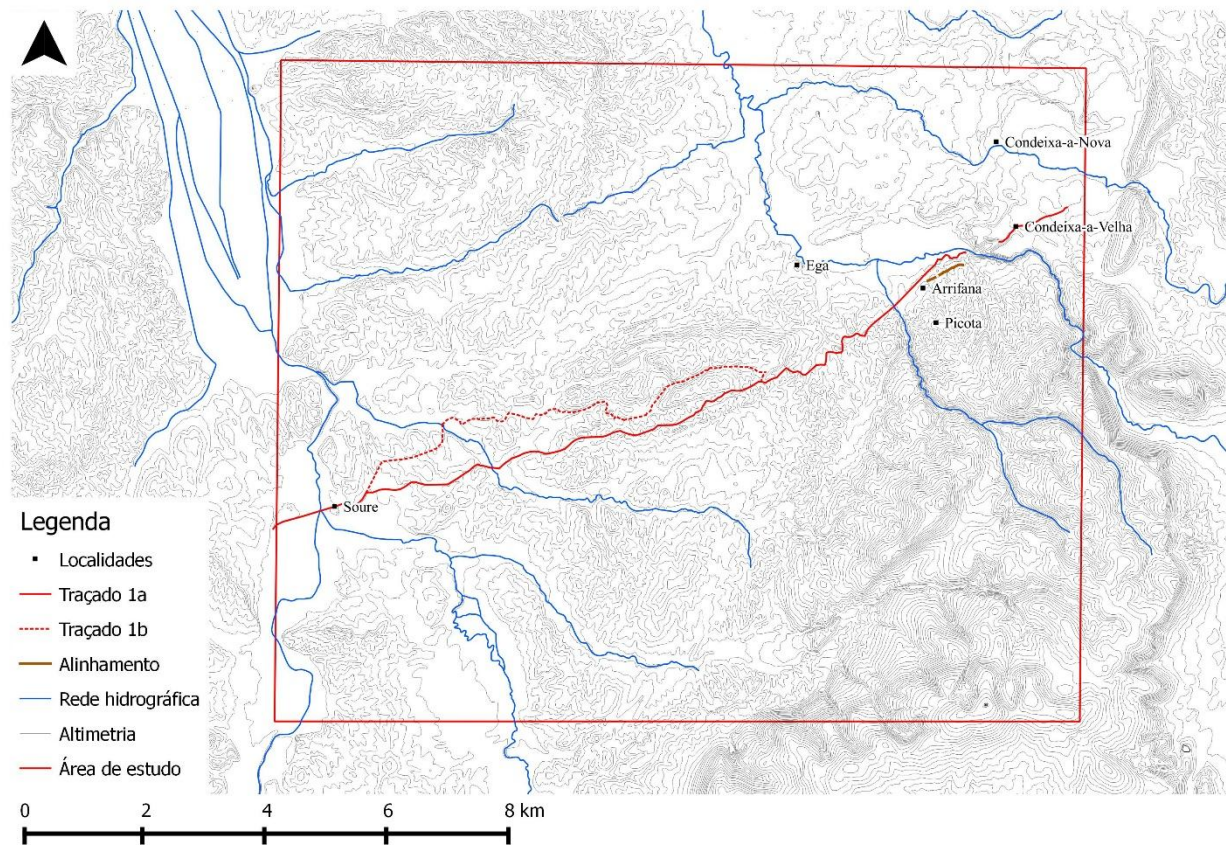 Condeixa-a-Nova
Condeixa-a-Velha
Ega
Arrifana
Picota
Soure
Legenda
Localidades
Traçado 1a
Traçado 1b
Alinhamento
Rede hidrográfica
Altimetria
Área de estudo
0 2 4 6 8 km